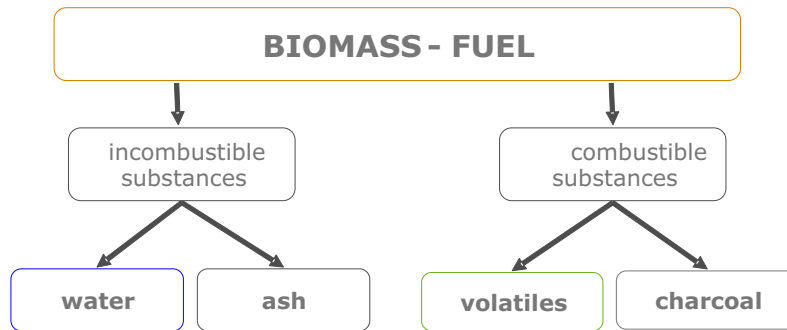 BIOMASS - FUEL
incombustible
substances
combustible
substances
water
ash
volatiles
charcoal